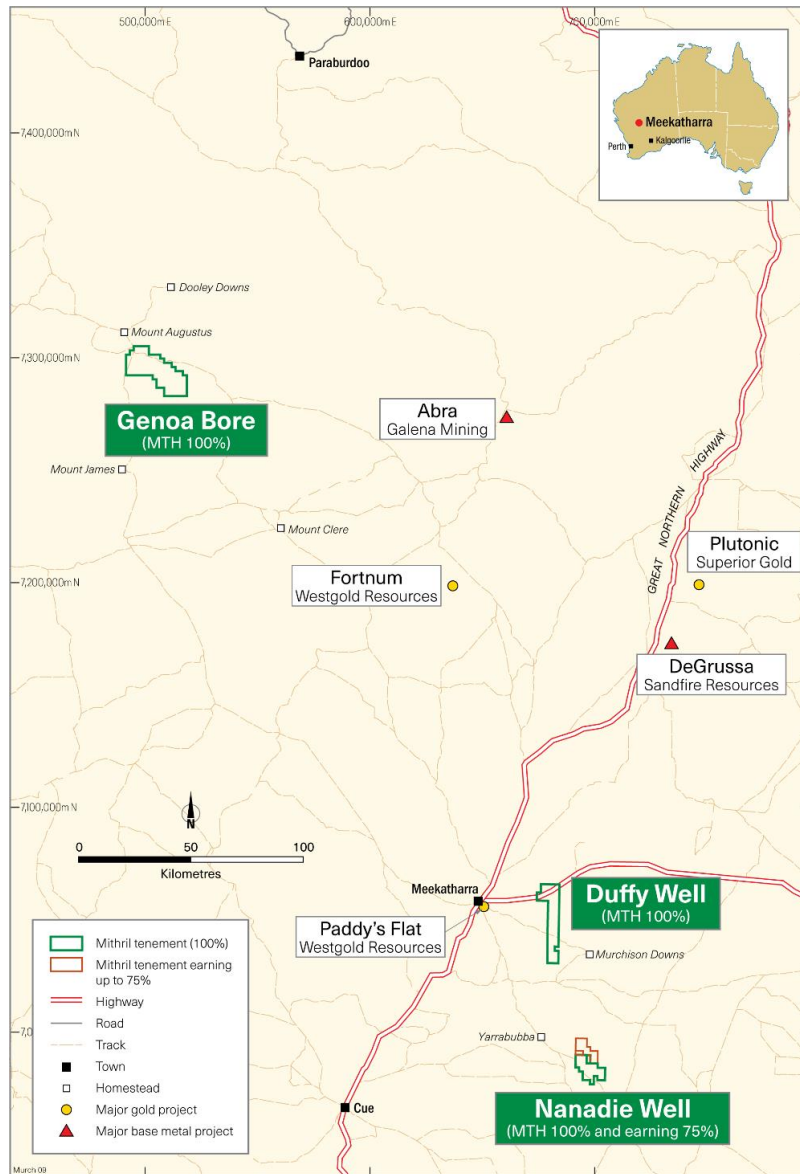 500,000mE
600,000mE
700,000mE
Paraburdoo
Meekatharra
Perth
Kalgoorlie
7,400,000mN
Dooley Downs
Mount Augustus
7,300,000mN
Genoa Bore
(MTH 100%)
Abra
Galena Mining
Mount James
GREAT NORTHERN HIGHWAY
Mount Clere
Plutonic
Superior Gold
Fortnum
Westgold Resources
7,200,000mN
DeGrussa
Sandfire Resources
7,100,000mN
N
0 50 100
Kilometres
Meekatharra
Duffy Well
(MTH 100%)
Paddy's Flat
Westgold Resources
Murchison Downs
Mithril tenement (100%)
Mithril tenement earning
up to 75%
Highway
Road
Track
Town
Homestead
Major gold project
Major base metal project
7,0
Yarrabubba
Cue
Nanadie Well
(MTH 100% and earning 75%)
Murch 09